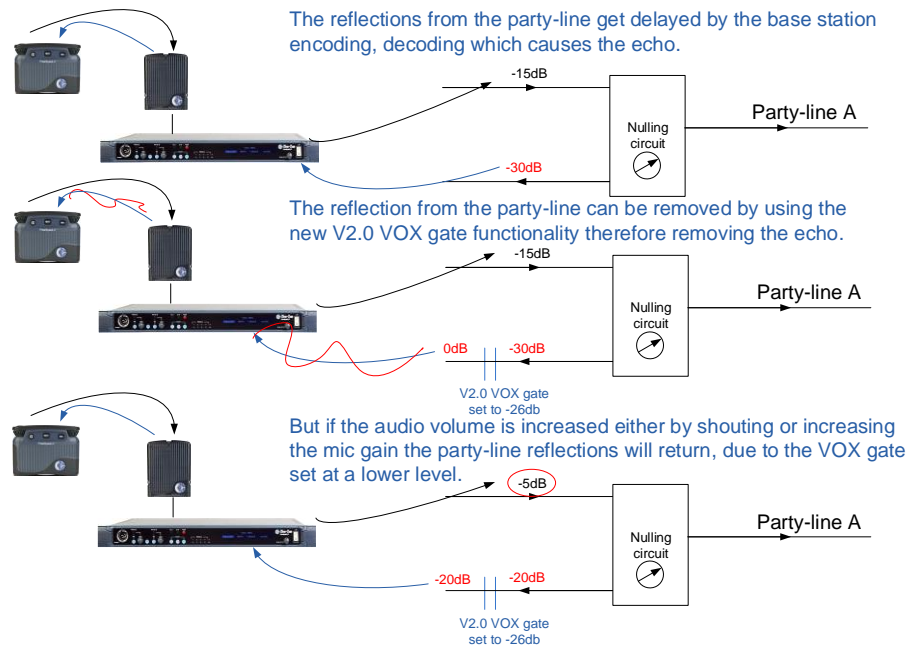 The reflections from the party-line get delayed by the base station
encoding, decoding which causes the echo.
-15dB
Party-line A
Nulling
circuit
-30dB
The reflection from the party-line can be removed by using the
new V2.0 VOX gate functionality therefore removing the echo.
-15dB
Party-line A
Nulling
circuit
0dB
-30dB
V2.0 VOX gate
set to -26db
But if the audio volume is increased either by shouting or increasing
the mic gain the party-line reflections will return, due to the VOX gate
set at a lower level.
-5dB
Party-line A
Nulling
circuit
-20dB
-20dB
V2.0 VOX gate
set to -26db